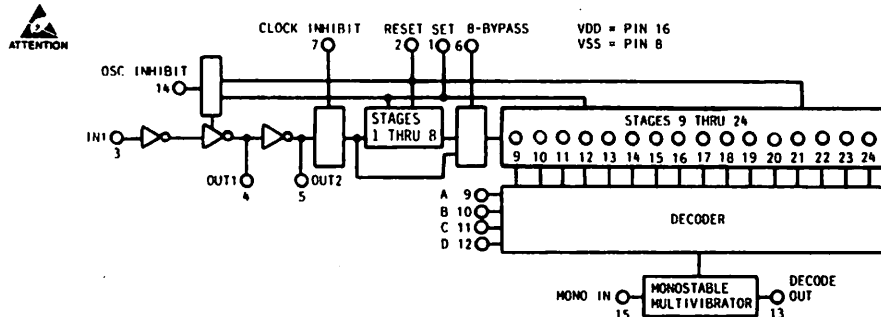 ATTENTION
CLOCK INHIBIT
7
RESET SET 8-BYPASS
2 1 6
VDD = PIN 16
VSS = PIN 8
OSC INHIBIT
14
STAGES
1 THRU 8
STAGES 9 THRU 24
IN1
3
9 10 11 12 13 14 15 16 17 18 19 20 21 22 23 24
OUT1
4
OUT2
5
A 9
B 10
C 11
D 12
DECODER
MONO IN
15
MONOSTABLE
MULTIVIBRATOR
DECODE
OUT
13